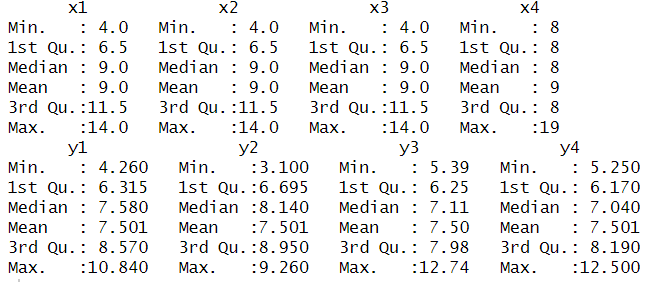 x1              x2              x3              x4
Min.   : 4.0   Min.   : 4.0   Min.   : 4.0   Min.   : 8
1st Qu.: 6.5   1st Qu.: 6.5   1st Qu.: 6.5   1st Qu.: 8
Median : 9.0   Median : 9.0   Median : 9.0   Median : 8
Mean   : 9.0   Mean   : 9.0   Mean   : 9.0   Mean   : 9
3rd Qu.:11.5   3rd Qu.:11.5   3rd Qu.:11.5   3rd Qu.: 8
Max.   :14.0   Max.   :14.0   Max.   :14.0   Max.   :19
       y1               y2              y3              y4
Min.   : 4.260   Min.   :3.100   Min.   : 5.39   Min.   : 5.250
1st Qu.: 6.315   1st Qu.:6.695   1st Qu.: 6.25   1st Qu.: 6.170
Median : 7.580   Median :8.140   Median : 7.11   Median : 7.040
Mean   : 7.501   Mean   :7.501   Mean   : 7.50   Mean   : 7.501
3rd Qu.: 8.570   3rd Qu.:8.950   3rd Qu.: 7.98   3rd Qu.: 8.190
Max.   :10.840   Max.   :9.260   Max.   :12.74   Max.   :12.500